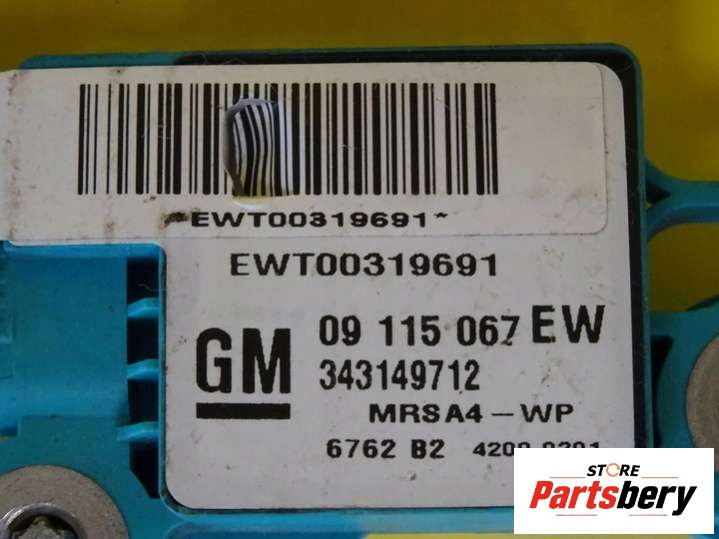 *EWT00319691*
EWT00319691
GM 09 115 067 EW
343149712
MRSA4-WP
6762 B2
STORE
Partsbery